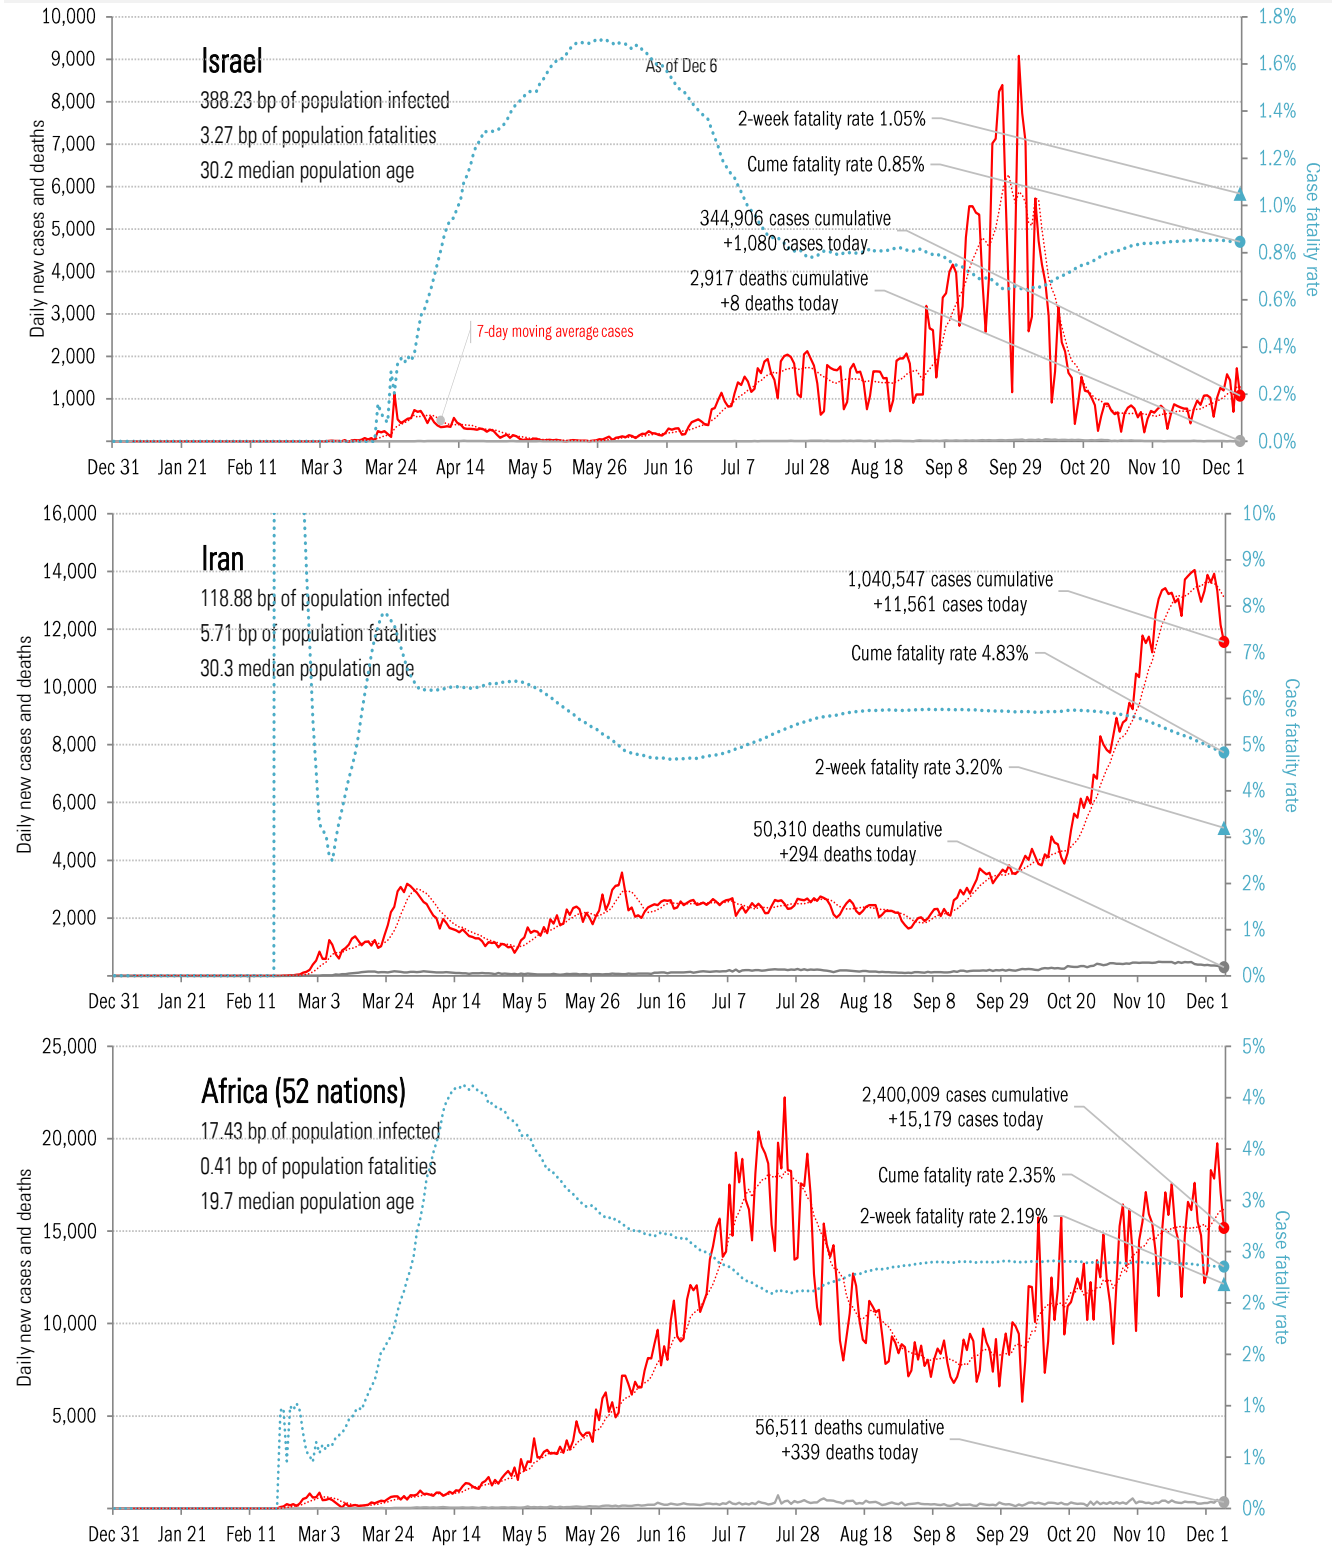 10,000
9,000
8,000
7,000
6,000
5,000
4,000
3,000
2,000
1,000
Daily new cases and deaths
Israel
388.23 bp of population infected
3.27 bp of population fatalities
30.2 median population age
As of Dec 6
2-week fatality rate 1.05%
Cume fatality rate 0.85%
344,906 cases cumulative
+1,080 cases today
2,917 deaths cumulative
+8 deaths today
7-day moving average cases
1.8%
1.6%
1.4%
1.2%
1.0%
0.8%
0.6%
0.4%
0.2%
0.0%
Case fatality rate
Dec 31 Jan 21 Feb 11 Mar 3 Mar 24 Apr 14 May 5 May 26 Jun 16 Jul 7 Jul 28 Aug 18 Sep 8 Sep 29 Oct 20 Nov 10 Dec 1
16,000
14,000
12,000
10,000
8,000
6,000
4,000
2,000
Daily new cases and deaths
Iran
118.88 bp of population infected
5.71 bp of population fatalities
30.3 median population age
1,040,547 cases cumulative
+11,561 cases today
Cume fatality rate 4.83%
2-week fatality rate 3.20%
50,310 deaths cumulative
+294 deaths today
10%
9%
8%
7%
6%
5%
4%
3%
2%
1%
0%
Case fatality rate
Dec 31 Jan 21 Feb 11 Mar 3 Mar 24 Apr 14 May 5 May 26 Jun 16 Jul 7 Jul 28 Aug 18 Sep 8 Sep 29 Oct 20 Nov 10 Dec 1
25,000
20,000
15,000
10,000
5,000
Daily new cases and deaths
Africa (52 nations)
17.43 bp of population infected
0.41 bp of population fatalities
19.7 median population age
2,400,009 cases cumulative
+15,179 cases today
Cume fatality rate 2.35%
2-week fatality rate 2.19%
56,511 deaths cumulative
+339 deaths today
5%
4%
4%
3%
3%
2%
2%
1%
1%
0%
Case fatality rate
Dec 31 Jan 21 Feb 11 Mar 3 Mar 24 Apr 14 May 5 May 26 Jun 16 Jul 7 Jul 28 Aug 18 Sep 8 Sep 29 Oct 20 Nov 10 Dec 1